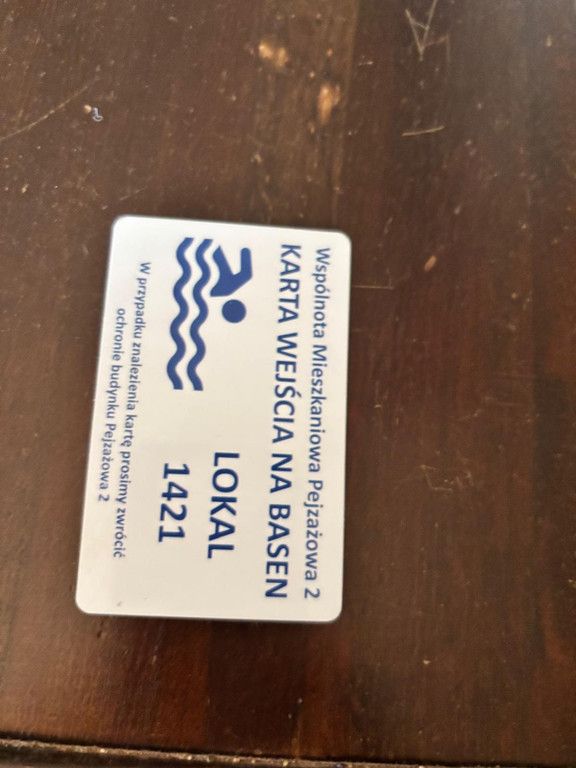 Wspólnota Mieszkaniowa Pejzażowa 2
KARTA WEJŚCIA NA BASEN
LOKAL
1421
W przypadku znalezienia kartę prosimy zwrócić
ochronie budynku Pejzażowa 2